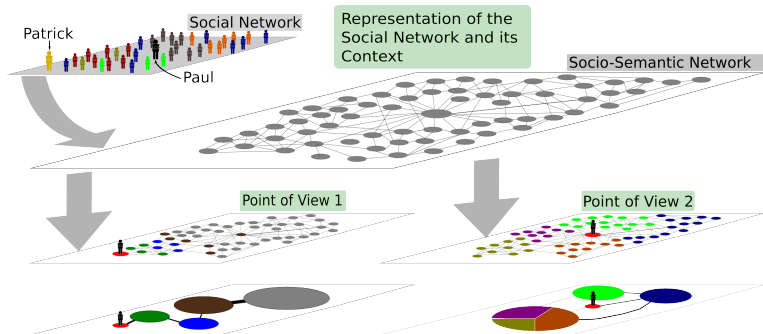 Social Network
Patrick
Paul
Representation of the
Social Network and its
Context
Socio-Semantic Network
Point of View 1
Point of View 2